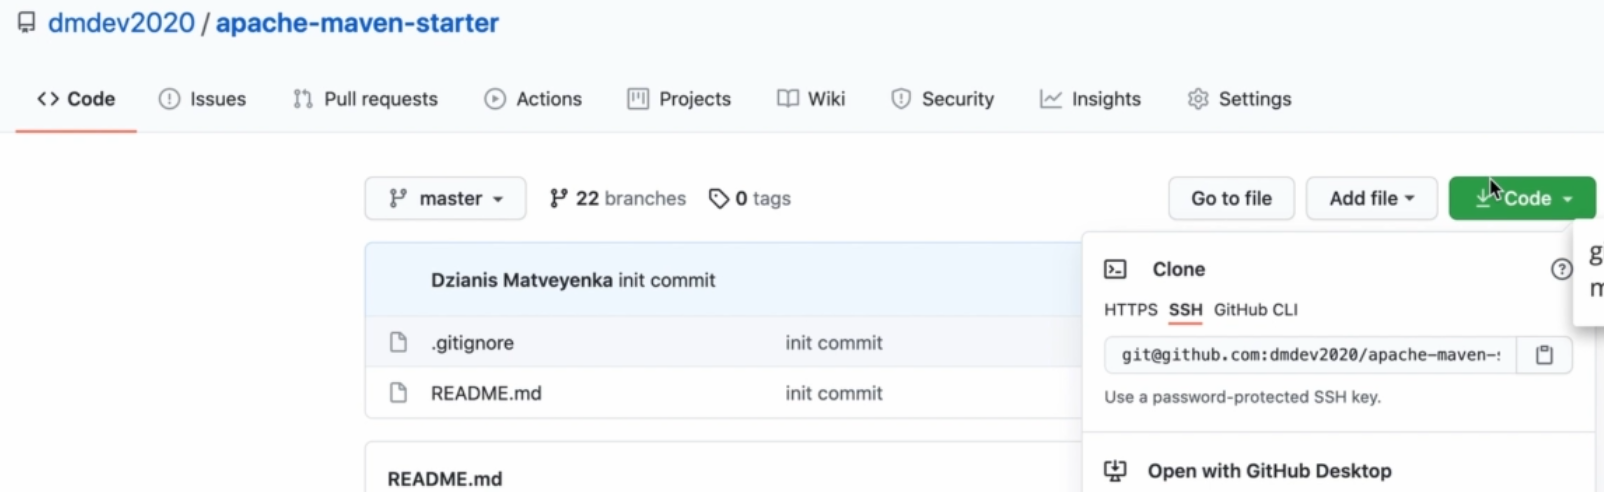 dmdev2020 / apache-maven-starter
Code Issues Pull requests Actions Projects Wiki Security Insights Settings
master 22 branches 0 tags Go to file Add file Code
Dzianis Matveyenka init commit
.gitignore init commit
README.md init commit
README.md
Clone
HTTPS SSH GitHub CLI
git@github.com:dmdev2020/apache-maven-
Use a password-protected SSH key.
Open with GitHub Desktop